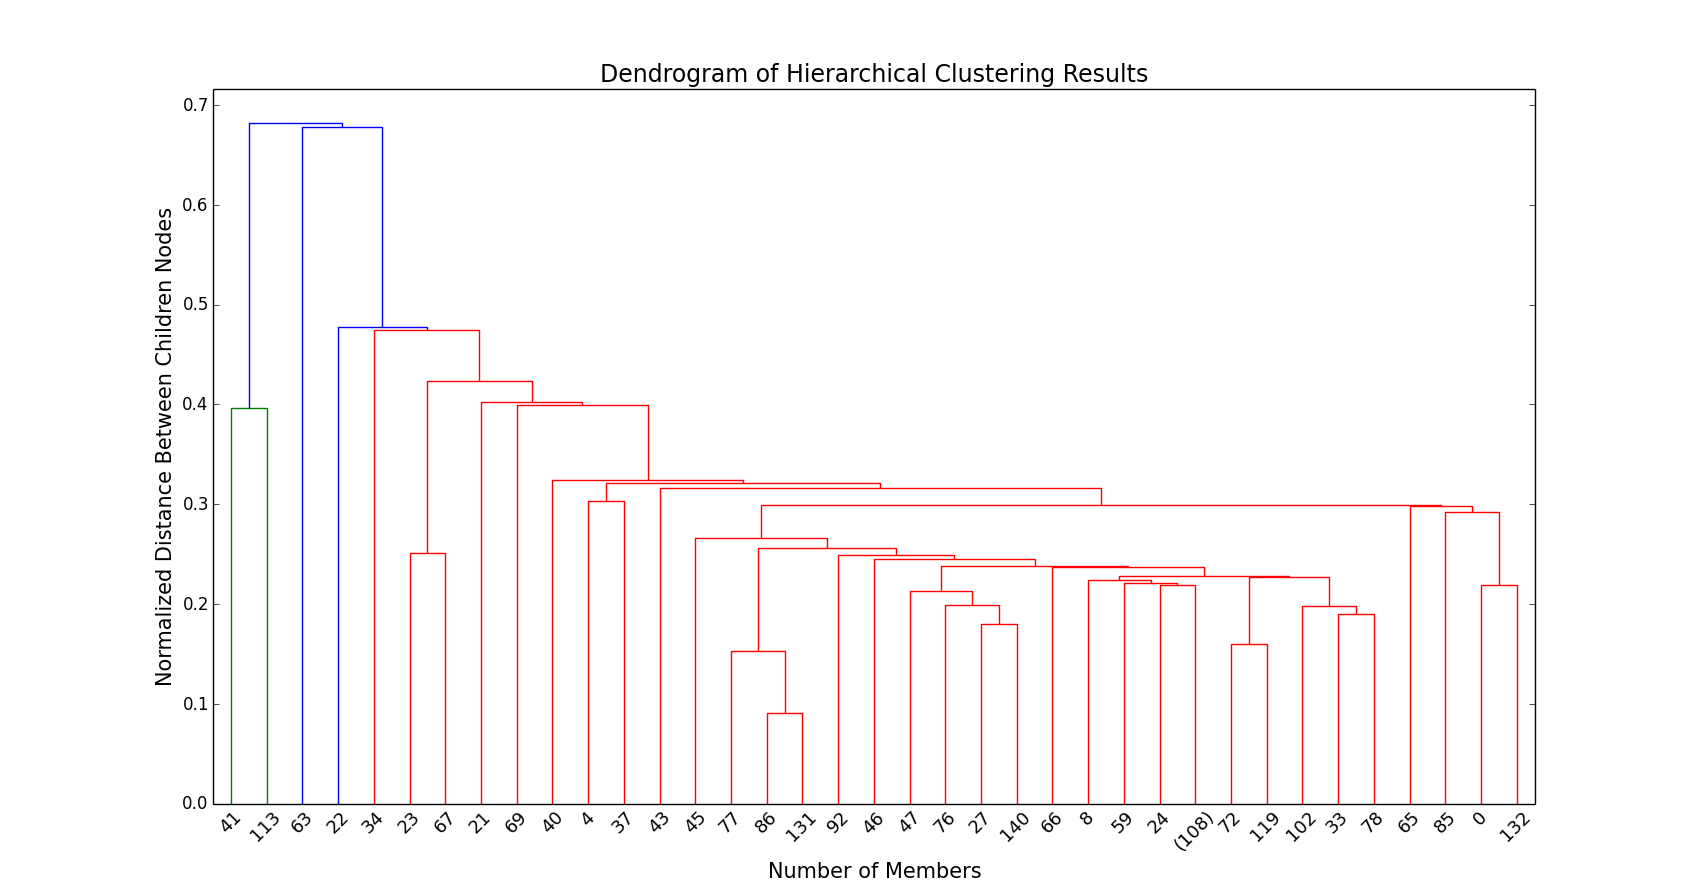 Dendrogram of Hierarchical Clustering Results
Normalized Distance Between Children Nodes
0.7
0.6
0.5
0.4
0.3
0.2
0.1
0.0
41 113 63 22 34 23 67 21 69 40 4 37 43 45 77 86 131 92 46 47 76 27 140 66 8 59 24 (108) 72 119 102 33 78 65 85 0 132
Number of Members